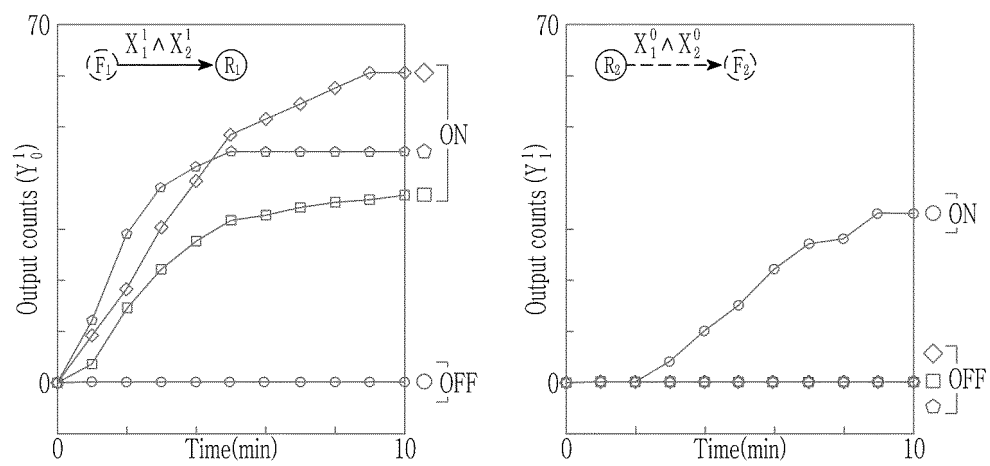 70
X₁¹∧X₂¹
F₁
R₁
ON
Output counts (Y₀¹)
0
OFF
0
Time(min)
10
70
X₁⁰∧X₂⁰
R₂
F₂
ON
Output counts (Y₁¹)
0
OFF
0
Time(min)
10